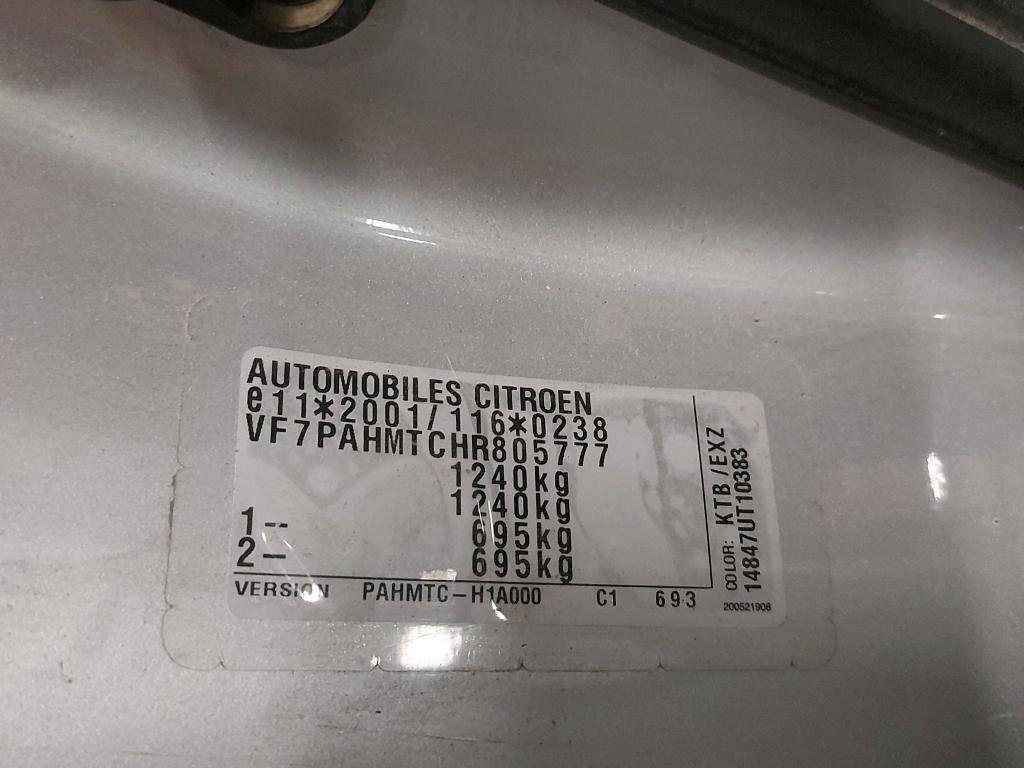 AUTOMOBILES CITROEN
e11*2001/116*0238
VF7PAHMTCHR805777
1240kg
1240kg
1-- 695kg
2- 695kg
VERSION PAHMTC-H1A000 C1 693
COLOR: KTB/EXZ
14847UT10383
200521908